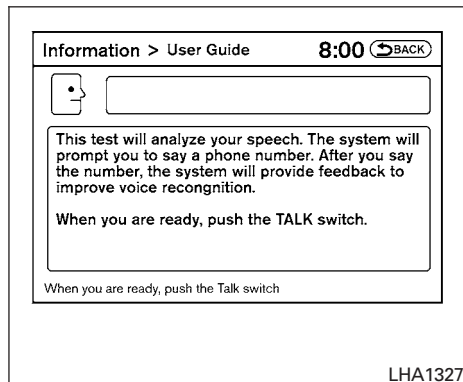 Information > User Guide 8:00 BACK
This test will analyze your speech. The system will
prompt you to say a phone number. After you say
the number, the system will provide feedback to
improve voice recongnition.
When you are ready, push the TALK switch.
When you are ready, push the Talk switch
LHA1327